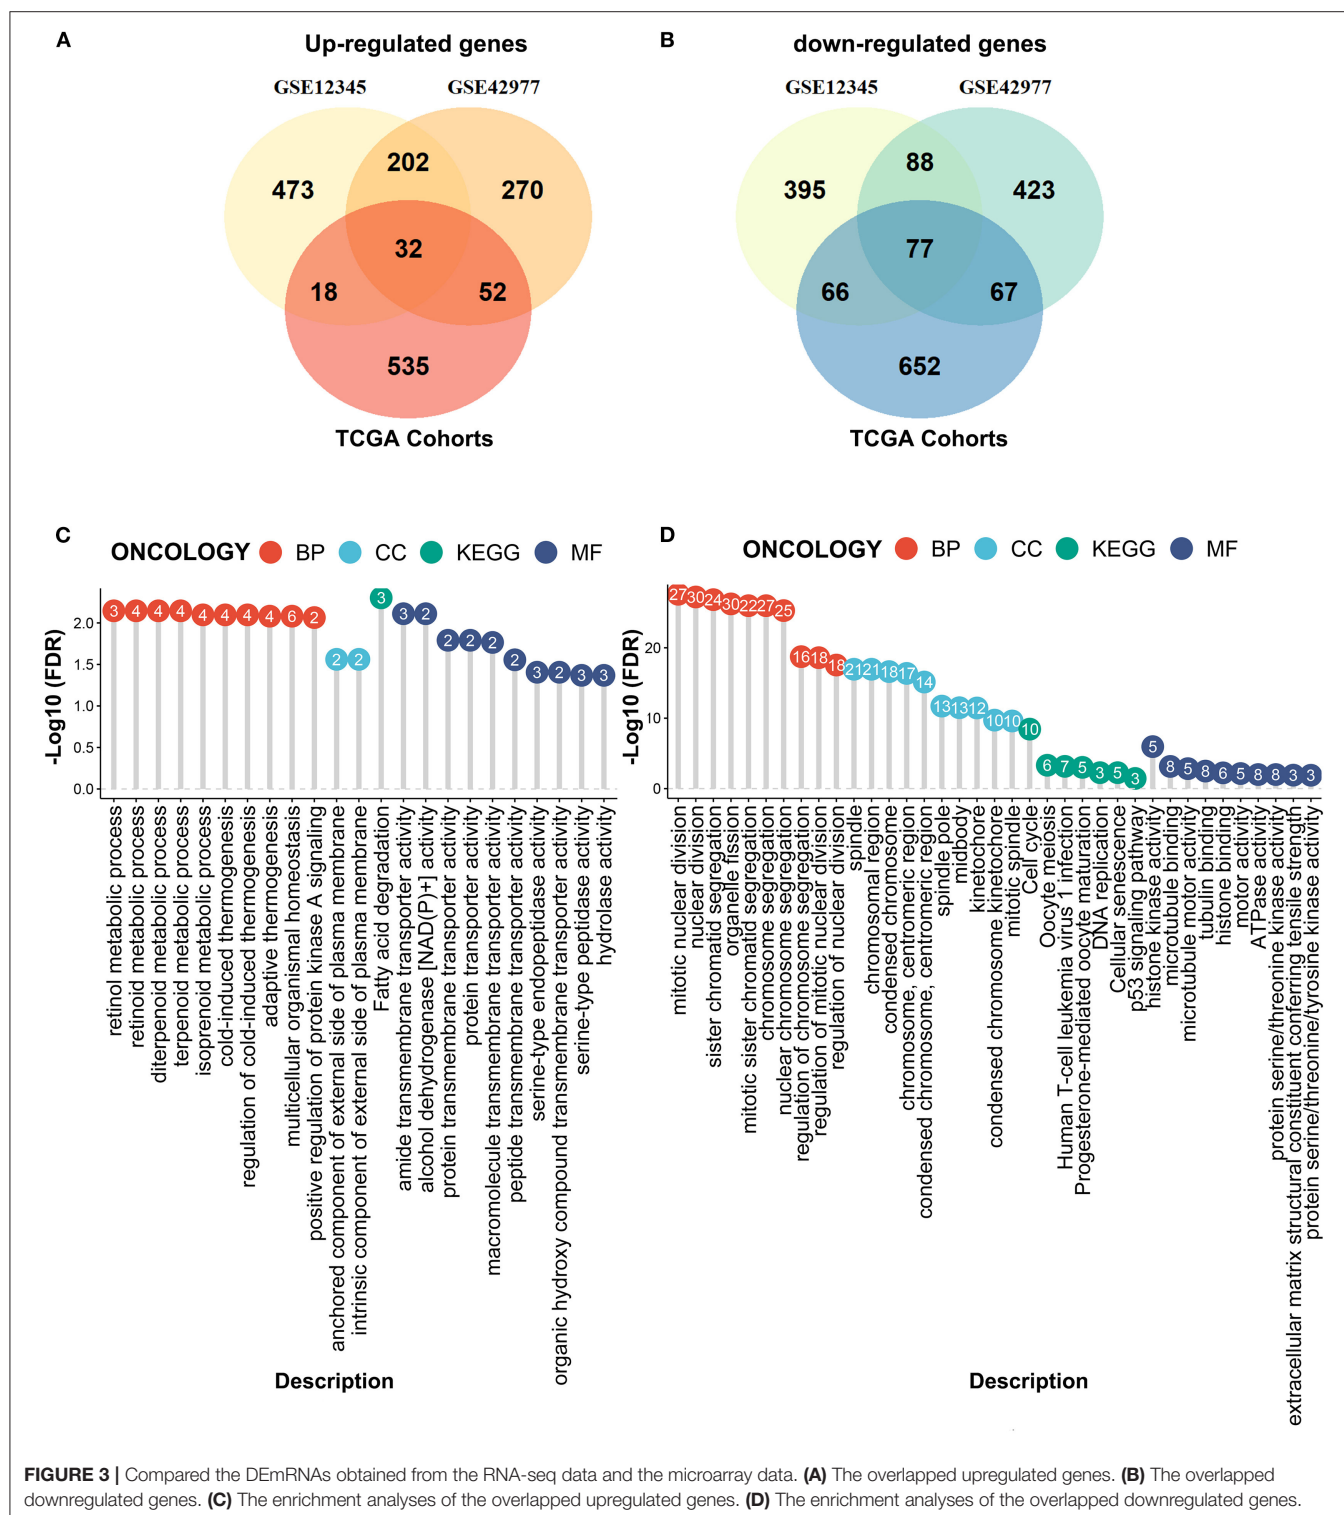 A
Up-regulated genes
GSE12345
GSE42977
473
202
270
32
18
52
535
TCGA Cohorts
B
down-regulated genes
GSE12345
GSE42977
395
88
423
77
66
67
652
TCGA Cohorts
C
ONCOLOGY BP CC KEGG MF
-Log10 (FDR)
2.0
1.5
1.0
0.5
0.0
3 4 4 4 4 4 4 4 6 2 2 2 3 3 2 2 2 2 2 3 2 3 3
retinol metabolic process
retinoid metabolic process
diterpenoid metabolic process
terpenoid metabolic process
isoprenoid metabolic process
cold-induced thermogenesis
regulation of cold-induced thermogenesis
adaptive thermogenesis
multicellular organismal homeostasis
positive regulation of protein kinase A signaling
anchored component of external side of plasma membrane
intrinsic component of external side of plasma membrane
Fatty acid degradation
amide transmembrane transporter activity
alcohol dehydrogenase [NAD(P)+] activity
protein transmembrane transporter activity
protein transporter activity
macromolecule transmembrane transporter activity
peptide transmembrane transporter activity
serine-type endopeptidase activity
organic hydroxy compound transmembrane transporter activity
serine-type peptidase activity
hydrolase activity
Description
D
ONCOLOGY BP CC KEGG MF
-Log10 (FDR)
20
10
0
27 30 24 30 22 27 25 16 18 18 21 21 18 17 14 13 13 12 10 10 10 6 7 5 3 5 3 5 8 5 8 6 5 8 8 3 3
mitotic nuclear division
nuclear division
sister chromatid segregation
organelle fission
mitotic sister chromatid segregation
chromosome segregation
nuclear chromosome segregation
regulation of chromosome segregation
regulation of mitotic nuclear division
regulation of nuclear division
spindle
chromosomal region
condensed chromosome
chromosome, centromeric region
condensed chromosome, centromeric region
spindle pole
midbody
kinetochore
condensed chromosome kinetochore
mitotic spindle
Cell cycle
Oocyte meiosis
Human T-cell leukemia virus 1 infection
Progesterone-mediated oocyte maturation
DNA replication
Cellular senescence
p53 signaling pathway
histone kinase activity
microtubule binding
microtubule motor activity
tubulin binding
histone binding
motor activity
ATPase activity
protein serine/threonine kinase activity
extracellular matrix structural constituent conferring tensile strength
protein serine/threonine/tyrosine kinase activity
Description
FIGURE 3 | Compared the DEmRNAs obtained from the RNA-seq data and the microarray data. (A) The overlapped upregulated genes. (B) The overlapped
downregulated genes. (C) The enrichment analyses of the overlapped upregulated genes. (D) The enrichment analyses of the overlapped downregulated genes.